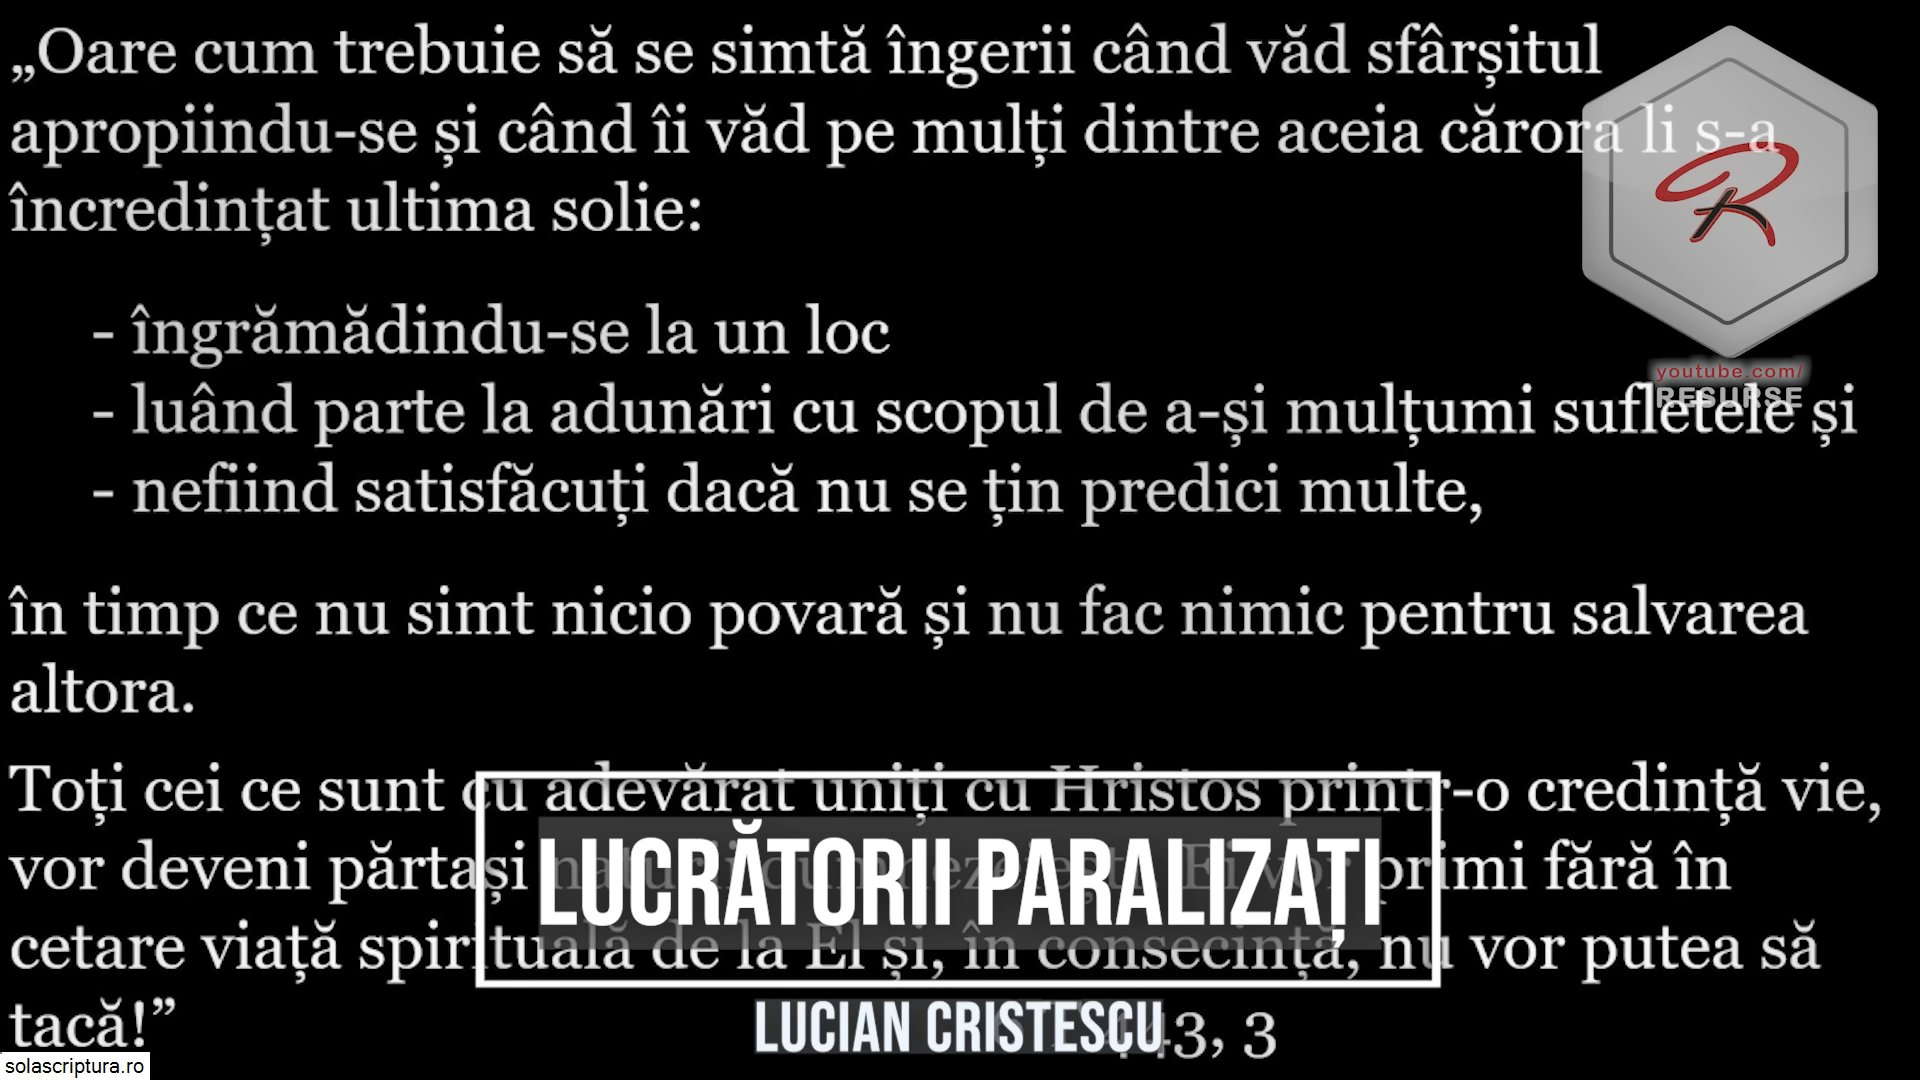 „Oare cum trebuie să se simtă îngerii când văd sfârșitul
apropiindu-se și când îi văd pe mulți dintre aceia cărora li s-a
încredințat ultima solie:
- îngrămădindu-se la un loc
- luând parte la adunări cu scopul de a-și mulțumi sufletele și
- nefiind satisfăcuți dacă nu se țin predici multe,
în timp ce nu simt nicio povară și nu fac nimic pentru salvarea
altora.
Toți cei ce sunt cu adevărat uniți cu Hristos printr-o credință vie,
vor deveni părtași naturii dumnezeiești. Ei vor primi fără în
cetare viață spirituală de la El și, în consecință, nu vor putea să
tacă!”
443, 3
R
youtube.com/
RESURSE
LUCRĂTORII PARALIZAȚI
LUCIAN CRISTESCU
solascriptura.ro